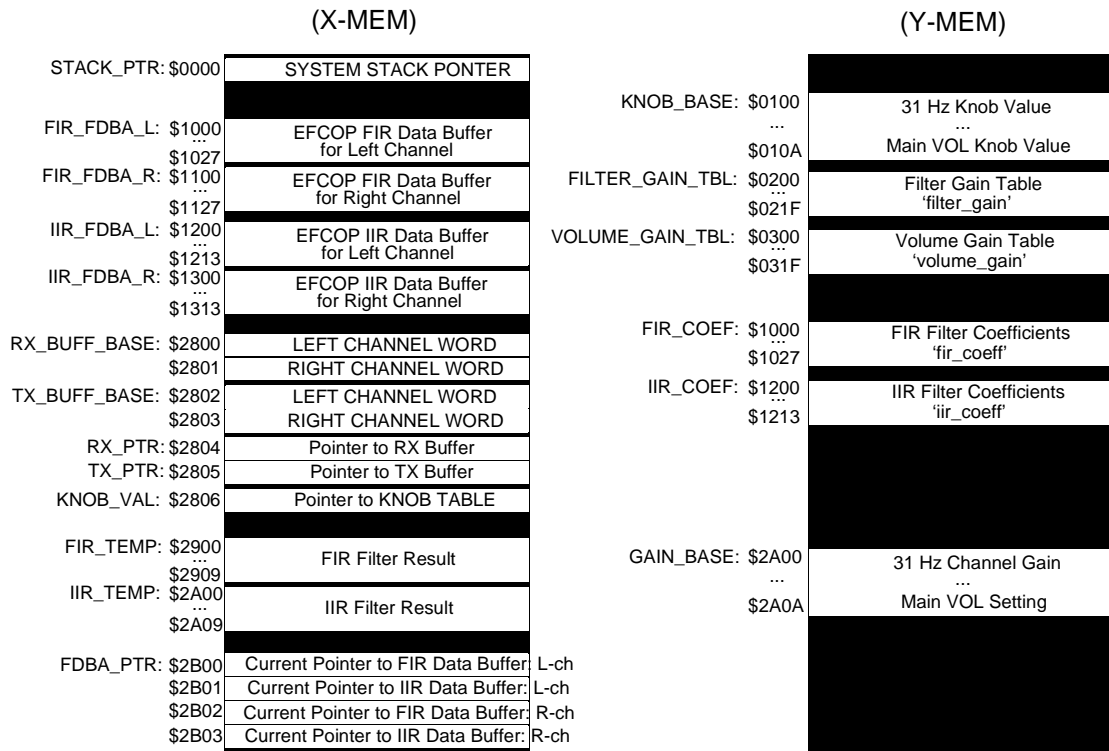 (X-MEM)
STACK_PTR: $0000 SYSTEM STACK PONTER
FIR_FDBA_L: $1000
...
$1027
EFCOP FIR Data Buffer
for Left Channel
FIR_FDBA_R: $1100
...
$1127
EFCOP FIR Data Buffer
for Right Channel
IIR_FDBA_L: $1200
...
$1213
EFCOP IIR Data Buffer
for Left Channel
IIR_FDBA_R: $1300
...
$1313
EFCOP IIR Data Buffer
for Right Channel
RX_BUFF_BASE: $2800 LEFT CHANNEL WORD
$2801 RIGHT CHANNEL WORD
TX_BUFF_BASE: $2802 LEFT CHANNEL WORD
$2803 RIGHT CHANNEL WORD
RX_PTR: $2804 Pointer to RX Buffer
TX_PTR: $2805 Pointer to TX Buffer
KNOB_VAL: $2806 Pointer to KNOB TABLE
FIR_TEMP: $2900
...
$2909
FIR Filter Result
IIR_TEMP: $2A00
...
$2A09
IIR Filter Result
FDBA_PTR: $2B00 Current Pointer to FIR Data Buffer: L-ch
$2B01 Current Pointer to IIR Data Buffer: L-ch
$2B02 Current Pointer to FIR Data Buffer: R-ch
$2B03 Current Pointer to IIR Data Buffer: R-ch
(Y-MEM)
KNOB_BASE: $0100
...
$010A
31 Hz Knob Value
...
Main VOL Knob Value
FILTER_GAIN_TBL: $0200
...
$021F
Filter Gain Table
‘filter_gain’
VOLUME_GAIN_TBL: $0300
...
$031F
Volume Gain Table
‘volume_gain’
FIR_COEF: $1000
...
$1027
FIR Filter Coefficients
‘fir_coeff’
IIR_COEF: $1200
...
$1213
IIR Filter Coefficients
‘iir_coeff’
GAIN_BASE: $2A00
...
$2A0A
31 Hz Channel Gain
...
Main VOL Setting